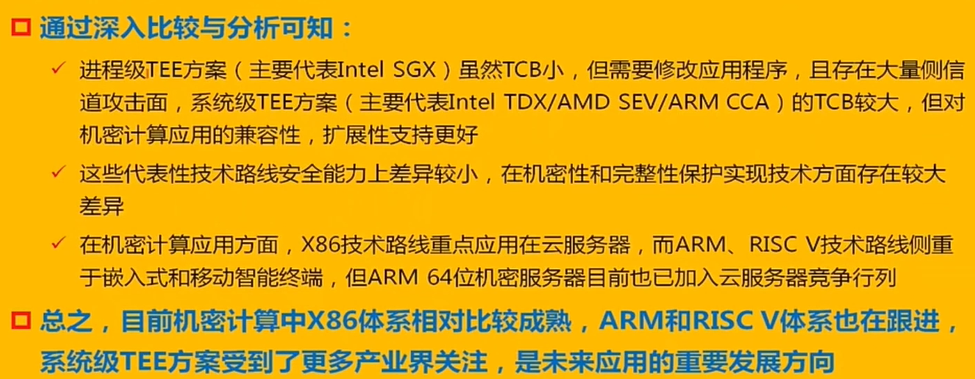 通过深入比较与分析可知：
进程级TEE方案（主要代表Intel SGX）虽然TCB小，但需要修改应用程序，且存在大量侧信
道攻击面，系统级TEE方案（主要代表Intel TDX/AMD SEV/ARM CCA）的TCB较大，但对
机密计算应用的兼容性，扩展性支持更好
这些代表性技术路线安全能力上差异较小，在机密性和完整性保护实现技术方面存在较大
差异
在机密计算应用方面，X86技术路线重点应用在云服务器，而ARM、RISC V技术路线侧重
于嵌入式和移动智能终端，但ARM 64位机密服务器目前也已加入云服务器竞争行列
总之，目前机密计算中X86体系相对比较成熟，ARM和RISC V体系也在跟进，
系统级TEE方案受到了更多产业界关注，是未来应用的重要发展方向